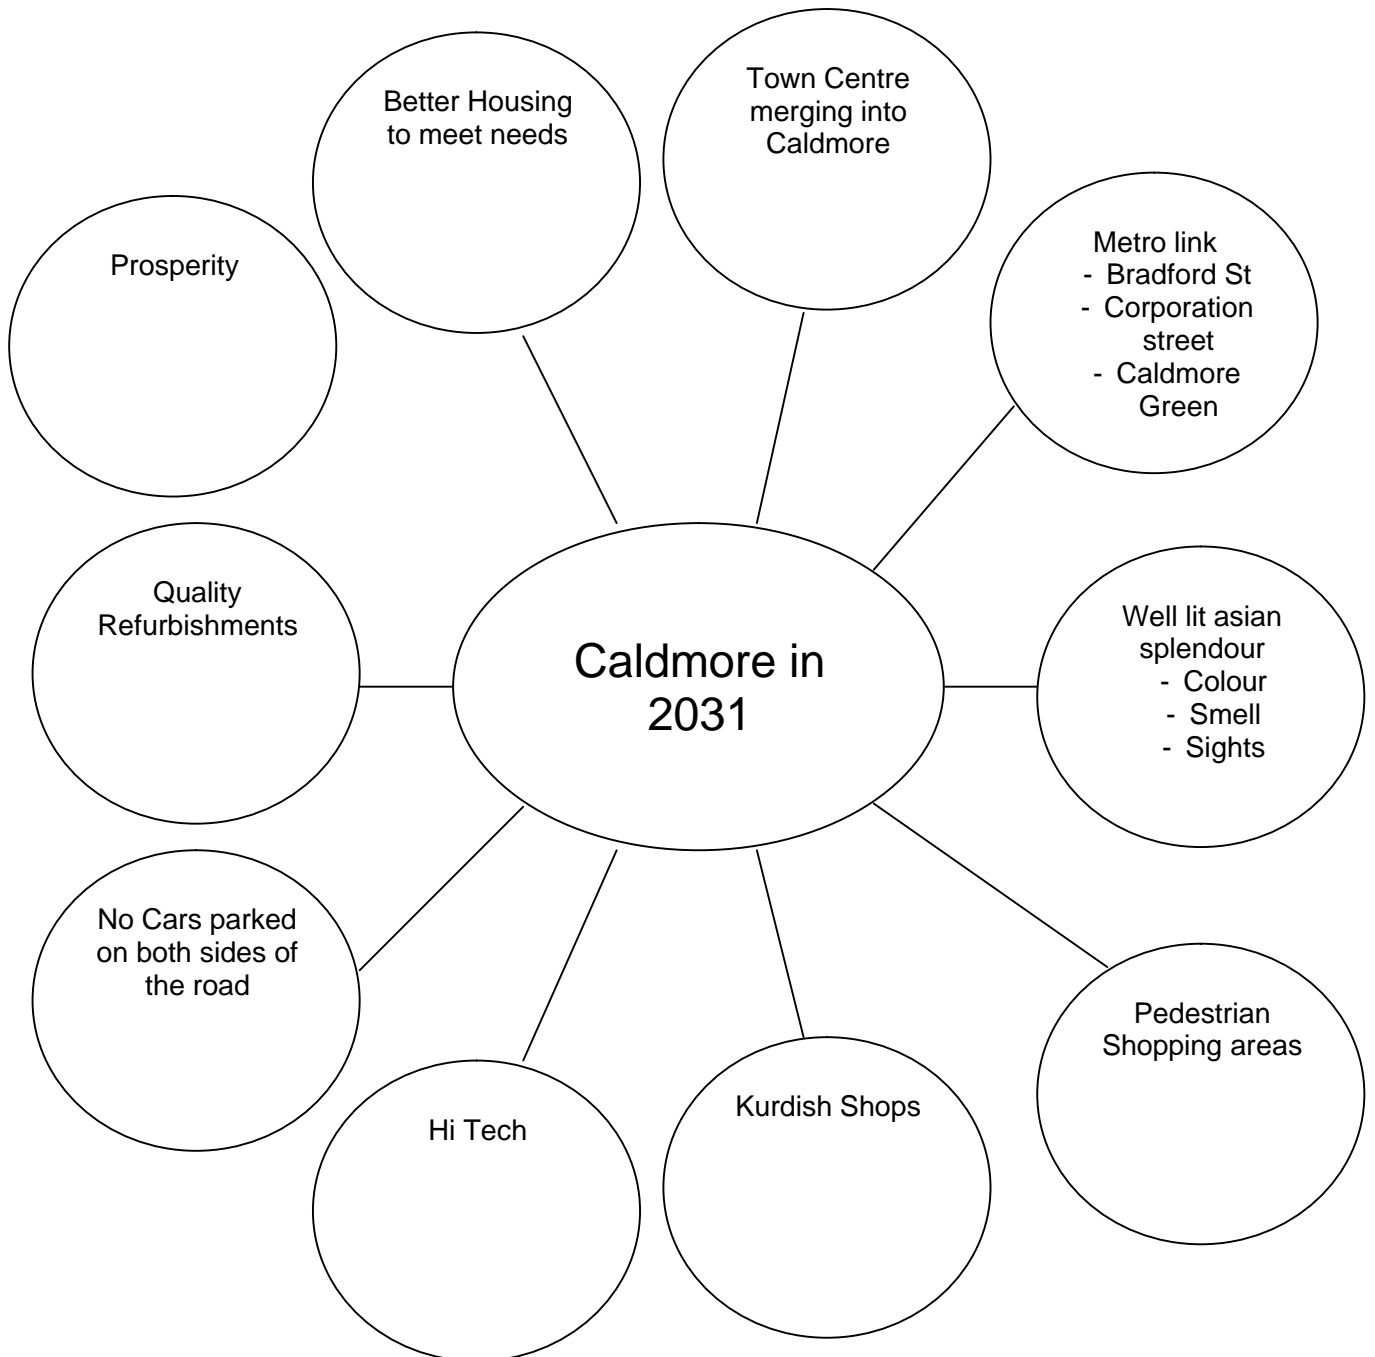 Town Centre
merging into
Caldmore
Better Housing
to meet needs
Metro link
- Bradford St
- Corporation
street
- Caldmore
Green
Prosperity
Quality
Refurbishments
Well lit asian
splendour
- Colour
- Smell
- Sights
Caldmore in
2031
No Cars parked
on both sides of
the road
Pedestrian
Shopping areas
Hi Tech
Kurdish Shops